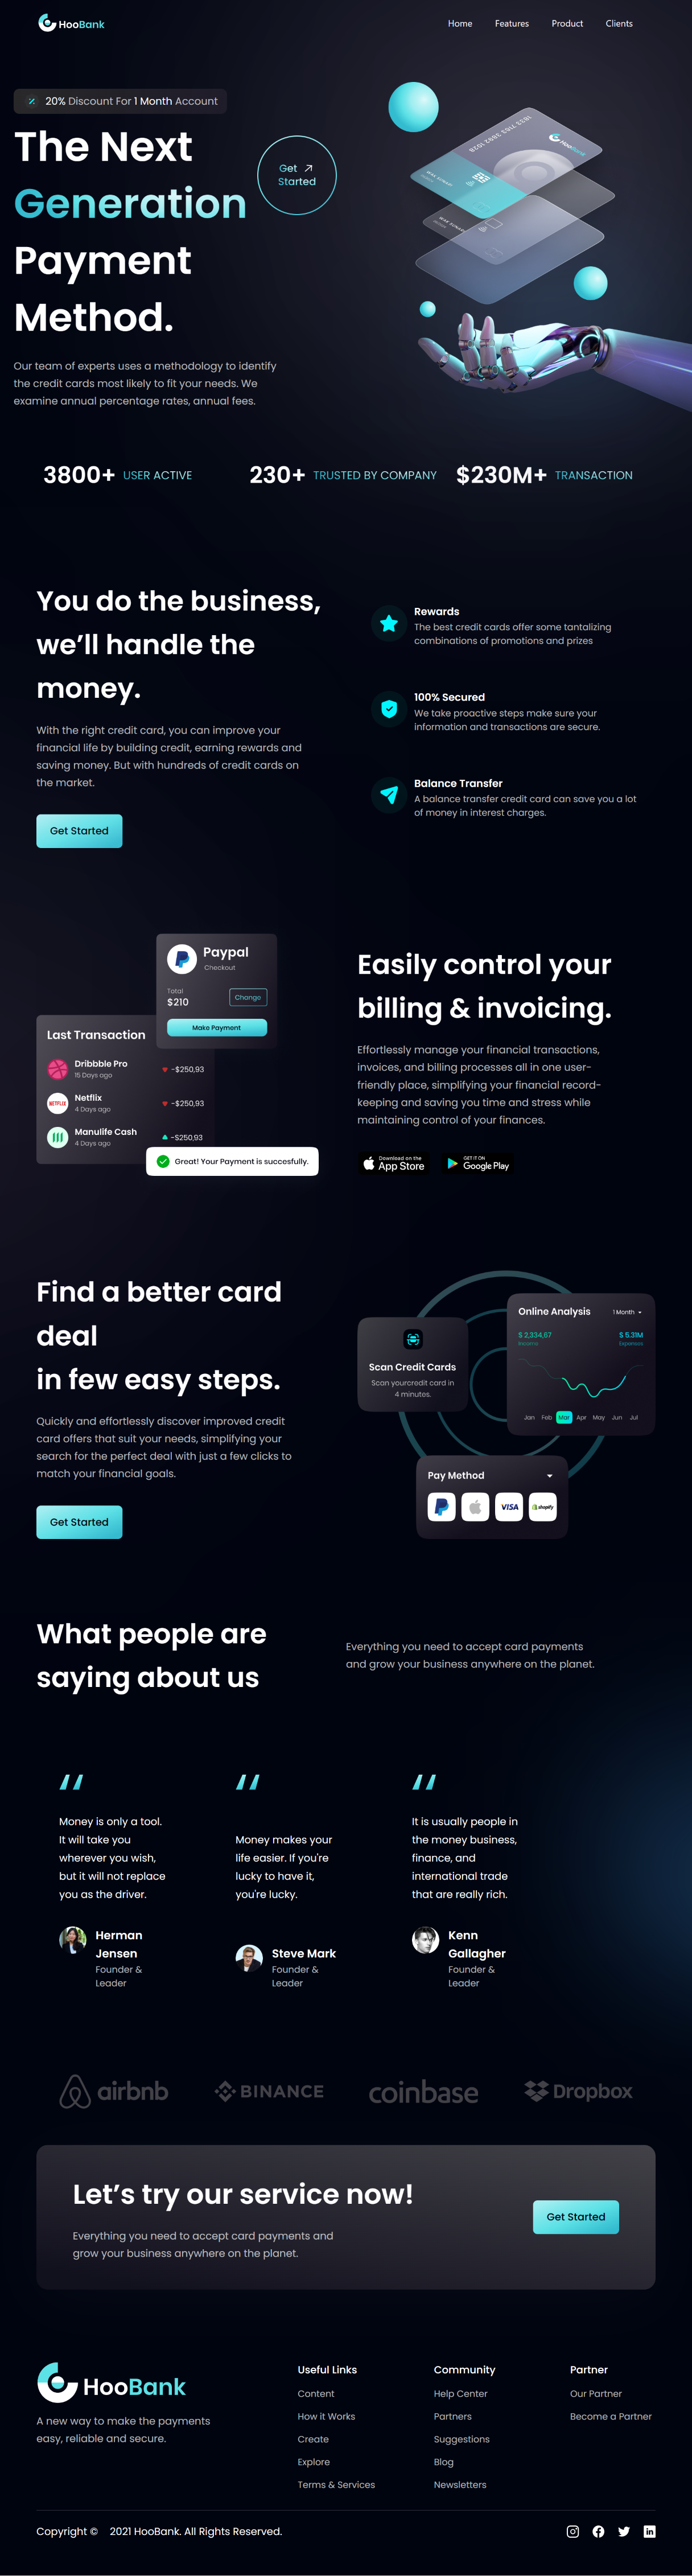 HooBank
Home
Features
Product
Clients
20% Discount For 1 Month Account
The Next
Generation
Payment
Method.
Get
Started
HooBank
Our team of experts uses a methodology to identify
the credit cards most likely to fit your needs. We
examine annual percentage rates, annual fees.
3800+ USER ACTIVE
230+ TRUSTED BY COMPANY
$230M+ TRANSACTION
You do the business,
we’ll handle the
money.
With the right credit card, you can improve your
financial life by building credit, earning rewards and
saving money. But with hundreds of credit cards on
the market.
Get Started
Rewards
The best credit cards offer some tantalizing
combinations of promotions and prizes
100% Secured
We take proactive steps make sure your
information and transactions are secure.
Balance Transfer
A balance transfer credit card can save you a lot
of money in interest charges.
Paypal
Checkout
Total
$210
Change
Make Payment
Last Transaction
Dribbble Pro
15 Days ago
-$250,93
NETFLIX
Netflix
4 Days ago
-$250,93
Manulife Cash
4 Days ago
-$250,93
Great! Your Payment is succesfully.
Easily control your
billing & invoicing.
Effortlessly manage your financial transactions,
invoices, and billing processes all in one user-
friendly place, simplifying your financial record-
keeping and saving you time and stress while
maintaining control of your finances.
Download on the
App Store
GET IT ON
Google Play
Find a better card
deal
in few easy steps.
Quickly and effortlessly discover improved credit
card offers that suit your needs, simplifying your
search for the perfect deal with just a few clicks to
match your financial goals.
Get Started
Scan Credit Cards
Scan yourcredit card in
4 minutes.
Online Analysis
1 Month
$ 2,334,67
Income
$ 5.31M
Expenses
Jan Feb Mar Apr May Jun Jul
Pay Method
VISA
shopify
What people are
saying about us
Everything you need to accept card payments
and grow your business anywhere on the planet.
Money is only a tool.
It will take you
wherever you wish,
but it will not replace
you as the driver.
Herman
Jensen
Founder &
Leader
Money makes your
life easier. If you're
lucky to have it,
you're lucky.
Steve Mark
Founder &
Leader
It is usually people in
the money business,
finance, and
international trade
that are really rich.
Kenn
Gallagher
Founder &
Leader
airbnb
BINANCE
coinbase
Dropbox
Let’s try our service now!
Everything you need to accept card payments and
grow your business anywhere on the planet.
Get Started
HooBank
A new way to make the payments
easy, reliable and secure.
Useful Links
Content
How it Works
Create
Explore
Terms & Services
Community
Help Center
Partners
Suggestions
Blog
Newsletters
Partner
Our Partner
Become a Partner
Copyright © 2021 HooBank. All Rights Reserved.